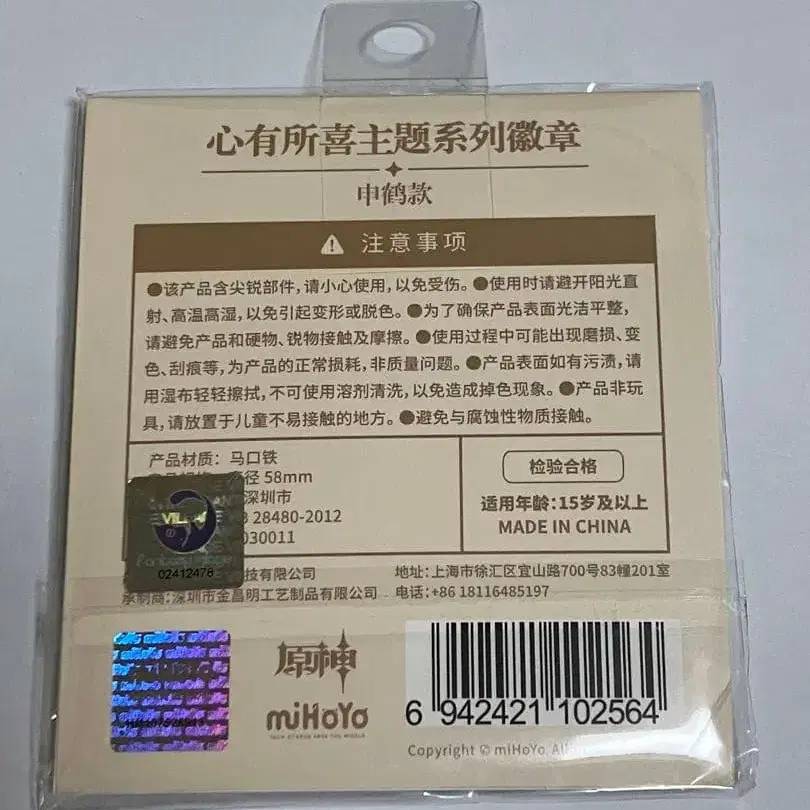 心有所喜主题系列徽章
申鹤款
注意事项
●该产品含尖锐部件,请小心使用,以免受伤。●使用时请避开阳光直
射、高温高湿,以免引起变形或脱色。●为了确保产品表面光洁平整,
请避免产品和硬物、锐物接触及摩擦。●使用过程中可能出现磨损、变
色、刮痕等,为产品的正常损耗,非质量问题。●产品表面如有污渍,请
用湿布轻轻擦拭,不可使用溶剂清洗,以免造成掉色现象。●产品非玩
具,请放置于儿童不易接触的地方。●避免与腐蚀性物质接触。
产品材质: 马口铁
径 58mm
深圳市
28480-2012
030011
检验合格
适用年龄:15岁及以上
MADE IN CHINA
02412478
技有限公司
地址:上海市徐汇区宜山路700号83幢201室
承制商:深圳市金昌明工艺制品有限公司
电话:+86 18116485197
原神
miHoYo
TECH OTAKUS SAVE THE WORLD
6 942421 102564
Copyright © miHoYo. All